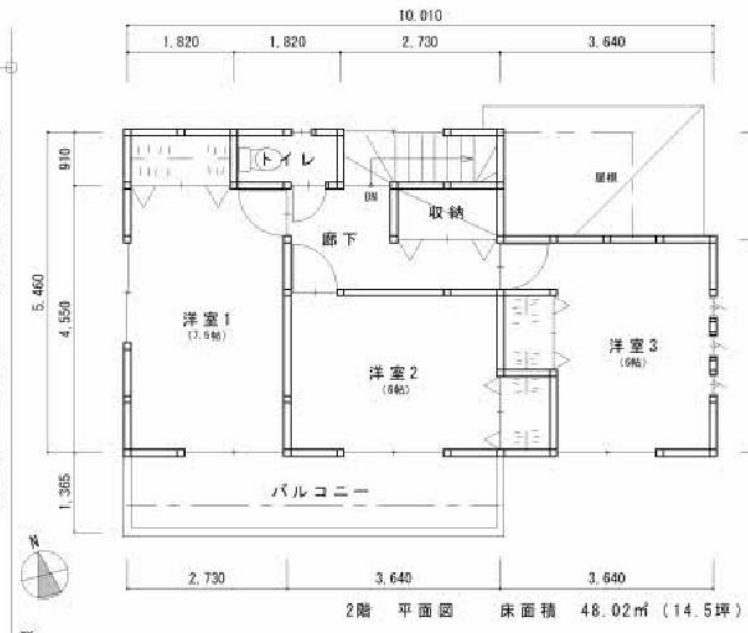 10.010
1.820 1.820 2.730 3.640
910
トイレ
屋根
DN
収納
廊下
5.460
4.550
洋室1
(7.5帖)
洋室2
(6帖)
洋室3
(6帖)
1.365
バルコニー
N
2.730 3.640 3.640
2階 平面図 床面積 48.02㎡ (14.5坪)